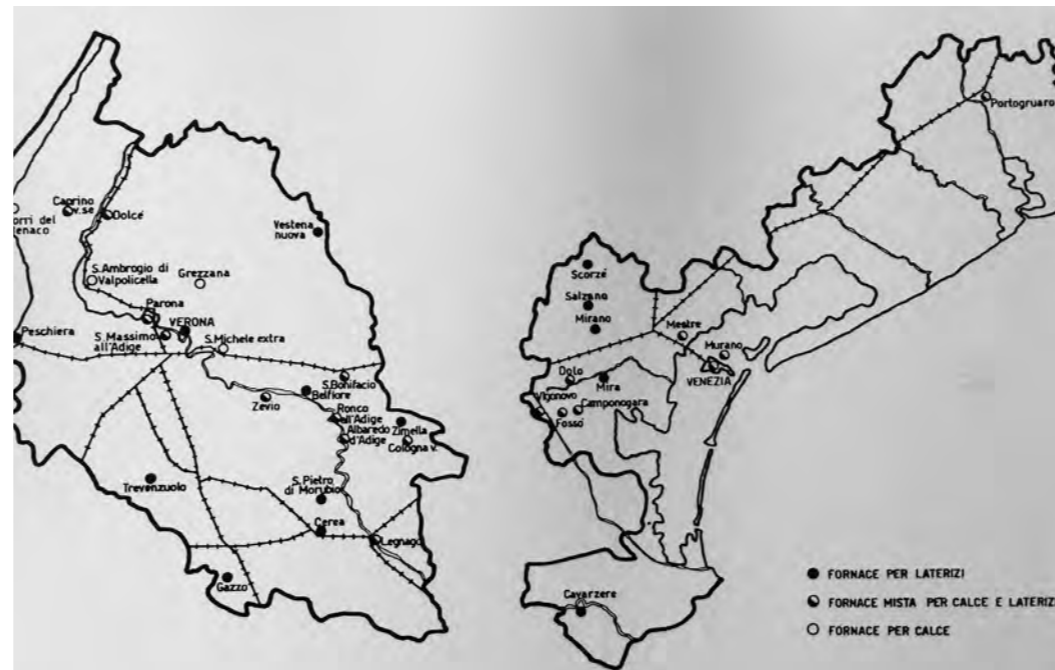 Caprino
v.se
Dolcé
orri del
enaco
Vestena
nuova
S. Ambrogio di
Valpolicella
Grezzana
Parona
VERONA
Peschiera
S. Massimo
all'Adige
S. Michele extra
S. Bonifacio
Belfiore
Zevio
Ronco
all'Adige
Albaredo
d'Adige
Zimella
Cologna v.
Trevenzuolo
S. Pietro
di Morubio
Cerea
Legnago
Gazzo
Portogruaro
Scorzé
Salzano
Mirano
Mestre
Murano
VENEZIA
Dolo
Mira
Vigonovo
Camponogara
Fossò
Cavarzere
FORNACE PER LATERIZI
FORNACE MISTA PER CALCE E LATERIZ
FORNACE PER CALCE